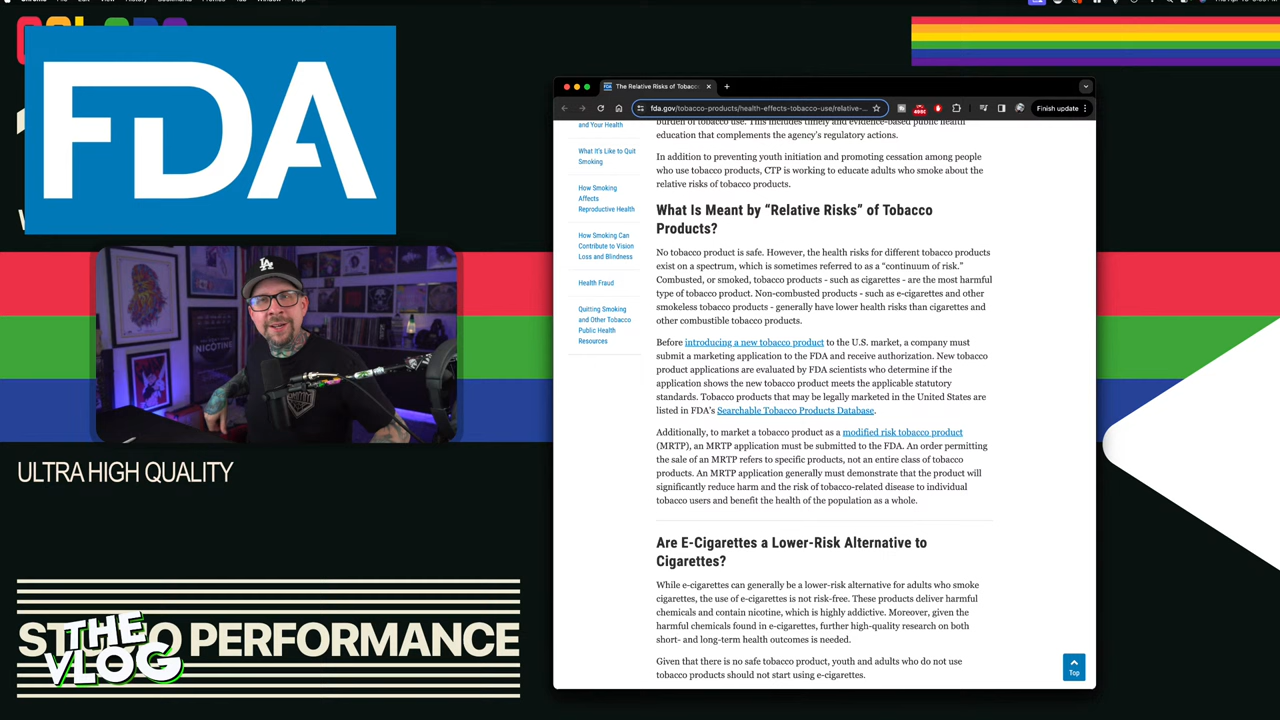 FDA
The Relative Risks of Tobacc
fda.gov/tobacco-products/health-effects-tobacco-use/relative-...
Finish update
and Your Health
What It's Like to Quit
Smoking
How Smoking
Affects
Reproductive Health
How Smoking Can
Contribute to Vision
Loss and Blindness
Health Fraud
Quitting Smoking
and Other Tobacco
Public Health
Resources
burden of tobacco use. This includes timely and evidence-based public health
education that complements the agency's regulatory actions.
In addition to preventing youth initiation and promoting cessation among people
who use tobacco products, CTP is working to educate adults who smoke about the
relative risks of tobacco products.
What Is Meant by “Relative Risks” of Tobacco
Products?
No tobacco product is safe. However, the health risks for different tobacco products
exist on a spectrum, which is sometimes referred to as a “continuum of risk.”
Combusted, or smoked, tobacco products - such as cigarettes - are the most harmful
type of tobacco product. Non-combusted products - such as e-cigarettes and other
smokeless tobacco products - generally have lower health risks than cigarettes and
other combustible tobacco products.
Before introducing a new tobacco product to the U.S. market, a company must
submit a marketing application to the FDA and receive authorization. New tobacco
product applications are evaluated by FDA scientists who determine if the
application shows the new tobacco product meets the applicable statutory
standards. Tobacco products that may be legally marketed in the United States are
listed in FDA's Searchable Tobacco Products Database.
Additionally, to market a tobacco product as a modified risk tobacco product
(MRTP), an MRTP application must be submitted to the FDA. An order permitting
the sale of an MRTP refers to specific products, not an entire class of tobacco
products. An MRTP application generally must demonstrate that the product will
significantly reduce harm and the risk of tobacco-related disease to individual
tobacco users and benefit the health of the population as a whole.
Are E-Cigarettes a Lower-Risk Alternative to
Cigarettes?
While e-cigarettes can generally be a lower-risk alternative for adults who smoke
cigarettes, the use of e-cigarettes is not risk-free. These products deliver harmful
chemicals and contain nicotine, which is highly addictive. Moreover, given the
harmful chemicals found in e-cigarettes, further high-quality research on both
short- and long-term health outcomes is needed.
Given that there is no safe tobacco product, youth and adults who do not use
tobacco products should not start using e-cigarettes.
Top
LA
NICOTINE
ULTRA HIGH QUALITY
PERFORMANCE
THE
VLOG